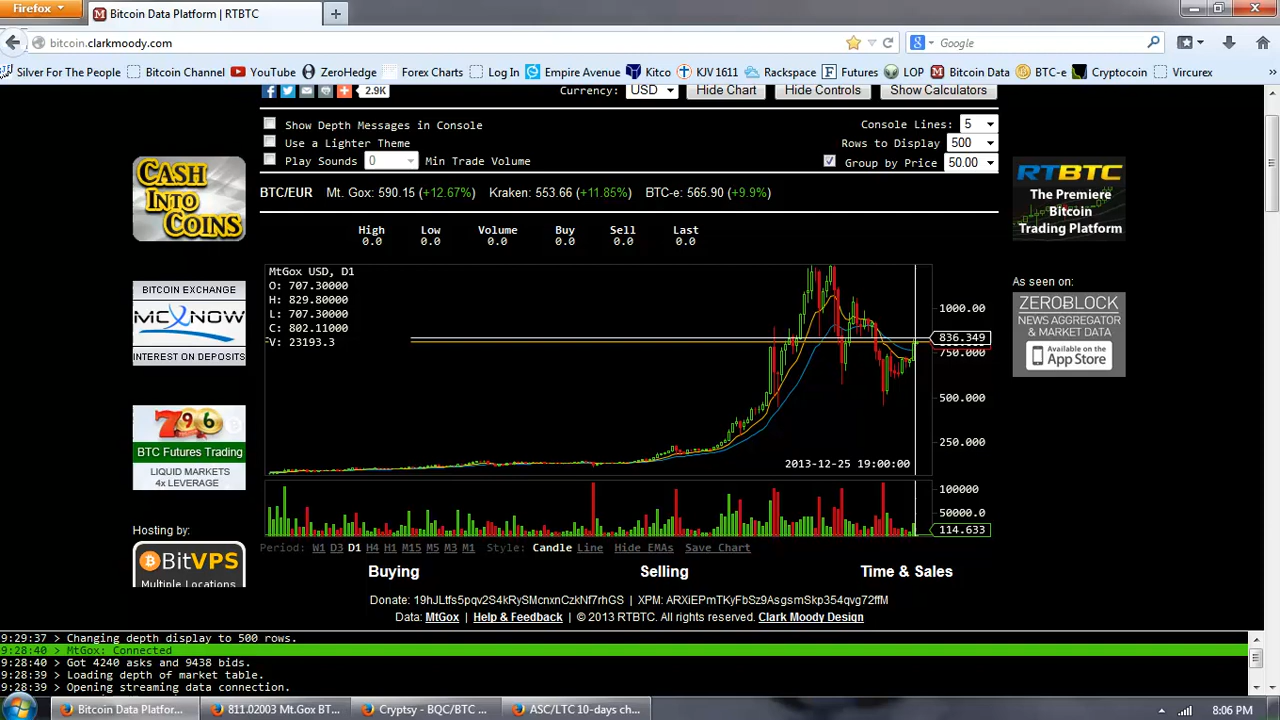 Firefox
Bitcoin Data Platform | RTBTC
bitcoin.clarkmoody.com
Google
Silver For The People Bitcoin Channel YouTube ZeroHedge Forex Charts Log In Empire Avenue Kitco KJV 1611 Rackspace Futures LOP Bitcoin Data BTC-e Cryptocoin Vircurex
2.9K Currency: USD Hide Chart Hide Controls Show Calculators
Show Depth Messages in Console Console Lines: 5
Use a Lighter Theme Rows to Display 500
Play Sounds 0 Min Trade Volume Group by Price 50.00
BTC/EUR Mt. Gox: 590.15 (+12.67%) Kraken: 553.66 (+11.85%) BTC-e: 565.90 (+9.9%)
High Low Volume Buy Sell Last
0.0 0.0 0.0 0.0 0.0 0.0
MtGox USD, D1
O: 707.30000
H: 829.80000
L: 707.30000
C: 802.11000
V: 23193.3
1000.00
836.349
750.000
500.000
250.000
2013-12-25 19:00:00
100000
50000.0
114.633
Period: W1 D3 D1 H4 H1 M15 M5 M3 M1 Style: Candle Line Hide EMAs Save Chart
Buying Selling Time & Sales
Donate: 19hJLtfs5pqv2S4kRySMcnxnCzkNf7rhGS | XPM: ARXiEPmTKyFbSz9AsgsmSkp354qvg72ffM
Data: MtGox | Help & Feedback | © 2013 RTBTC. All rights reserved. Clark Moody Design
CASH
INTO
COINS
BITCOIN EXCHANGE
MCXNOW
INTEREST ON DEPOSITS
796
BTC Futures Trading
LIQUID MARKETS
4x LEVERAGE
Hosting by:
BitVPS
Multiple Locations
RTBTC
The Premiere
Bitcoin
Trading Platform
As seen on:
ZEROBLOCK
NEWS AGGREGATOR
& MARKET DATA
Available on the
App Store
9:29:37 > Changing depth display to 500 rows.
9:28:40 > MtGox: Connected
9:28:40 > Got 4240 asks and 9438 bids.
9:28:39 > Loading depth of market table.
9:28:39 > Opening streaming data connection.
Bitcoin Data Platfor... 811.02003 Mt.Gox BT... Cryptsy - BQC/BTC ... ASC/LTC 10-days ch... 8:06 PM